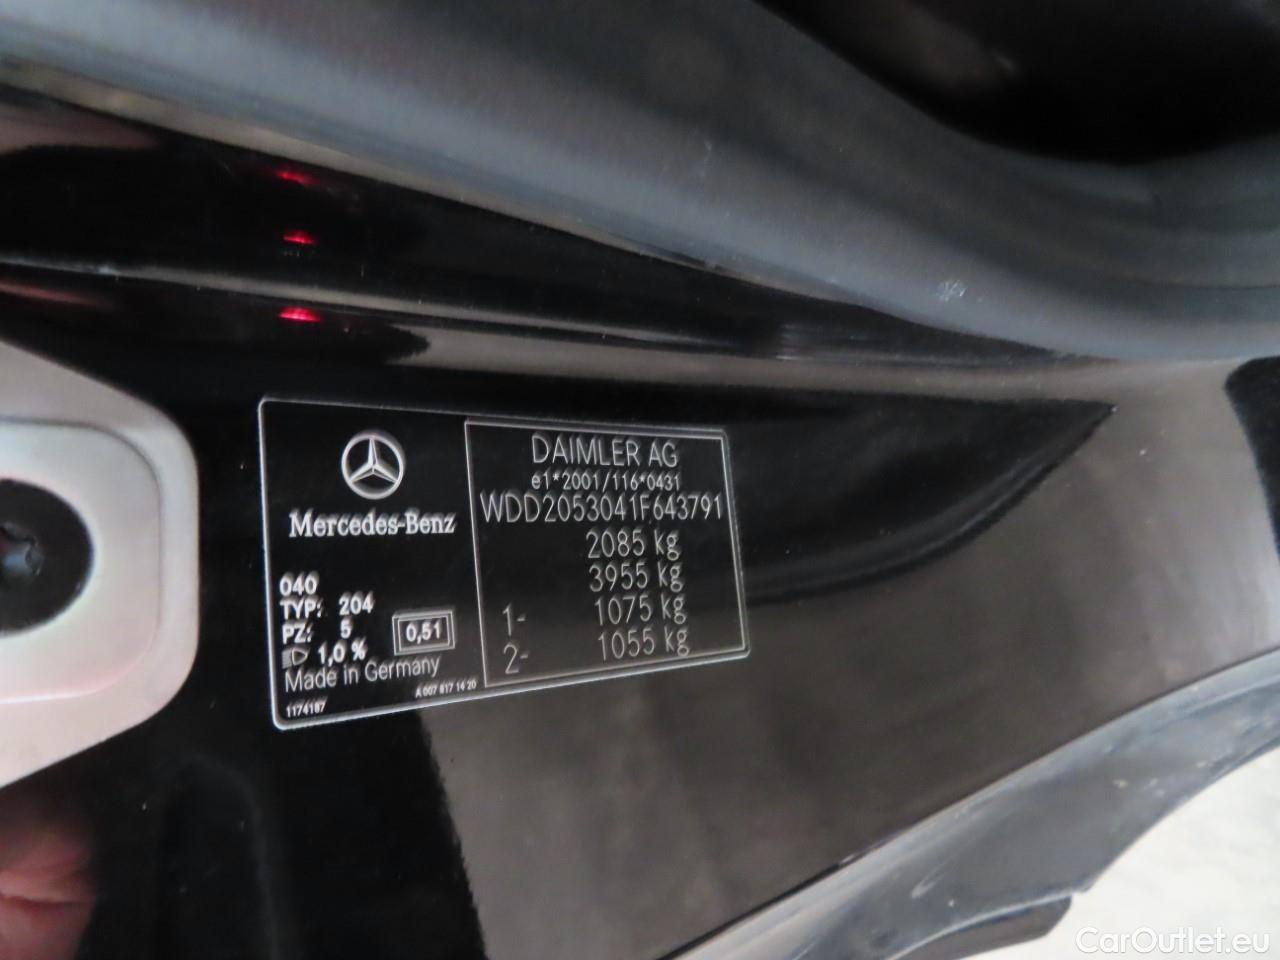 Mercedes-Benz
040
TYP: 204
PZ: 5
1,0 %
0,51
Made in Germany
A 007 817 14 20
1174187
DAIMLER AG
e1*2001/116*0431
WDD2053041F643791
2085 kg
3955 kg
1- 1075 kg
2- 1055 kg
CarOutlet.eu